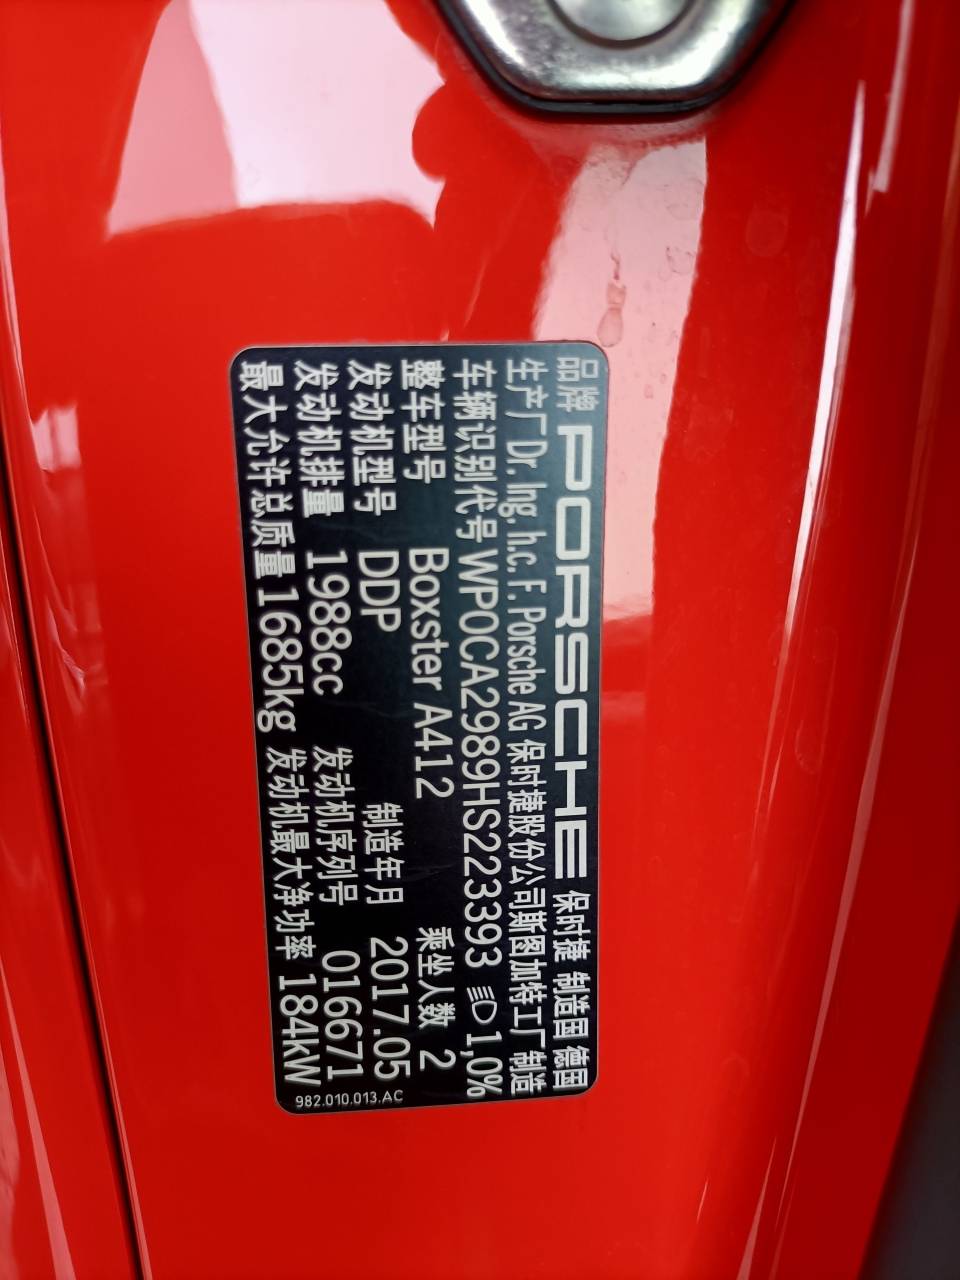 品牌 PORSCHE 保时捷 制造国 德国
生产厂Dr. Ing. h.c. F. Porsche AG 保时捷股份公司斯图加特工厂制造
车辆识别代号 WP0CA2989HS223393 1,0%
整车型号 Boxster A412 乘坐人数 2
发动机型号 DDP 制造年月 2017.05
发动机排量 1988cc 发动机序列号 016671
最大允许总质量 1685kg 发动机最大净功率 184kW
982.010.013.AC